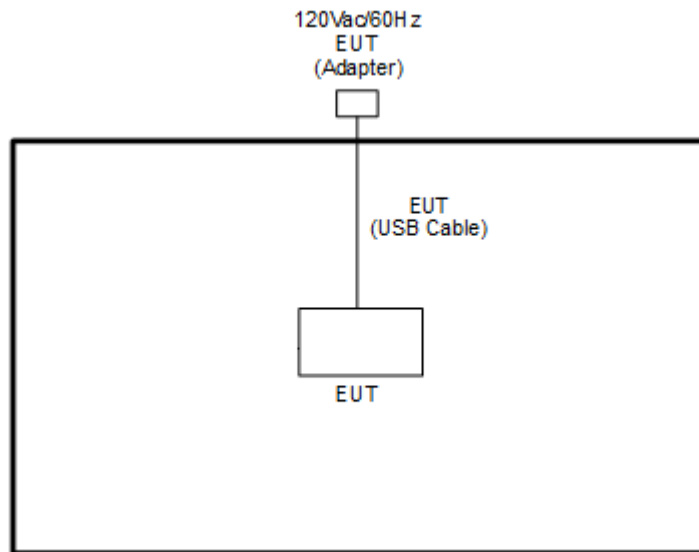 120Vac/60Hz
EUT
(Adapter)
EUT
(USB Cable)
EUT